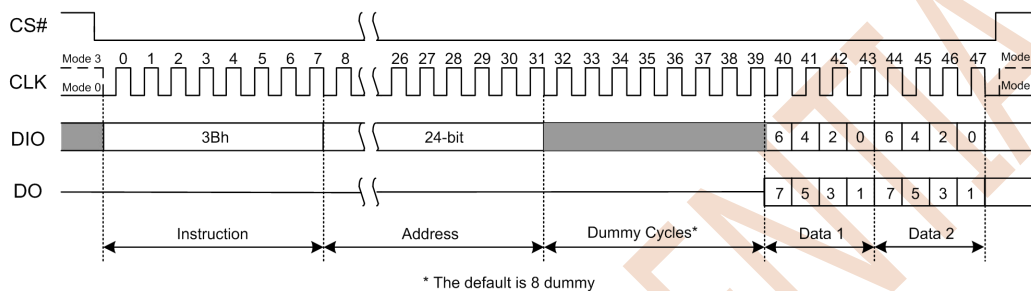 CS#
Mode 3 0 1 2 3 4 5 6 7 8 26 27 28 29 30 31 32 33 34 35 36 37 38 39 40 41 42 43 44 45 46 47 Mode
CLK
Mode 0 Mode
DIO 3Bh 24-bit 6 4 2 0 6 4 2 0
DO 7 5 3 1 7 5 3 1
Instruction Address Dummy Cycles* Data 1 Data 2
* The default is 8 dummy